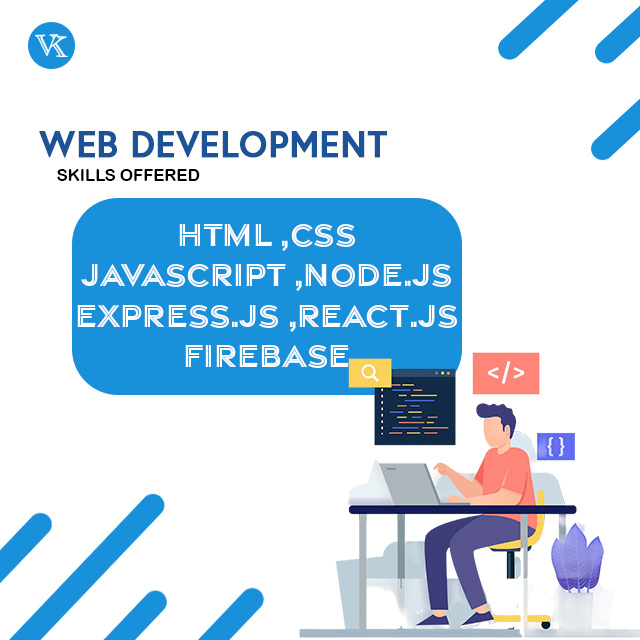 VK
WEB DEVELOPMENT
SKILLS OFFERED
HTML ,CSS
JAVASCRIPT ,NODE.JS
EXPRESS.JS ,REACT.JS
FIREBASE
</>
{}